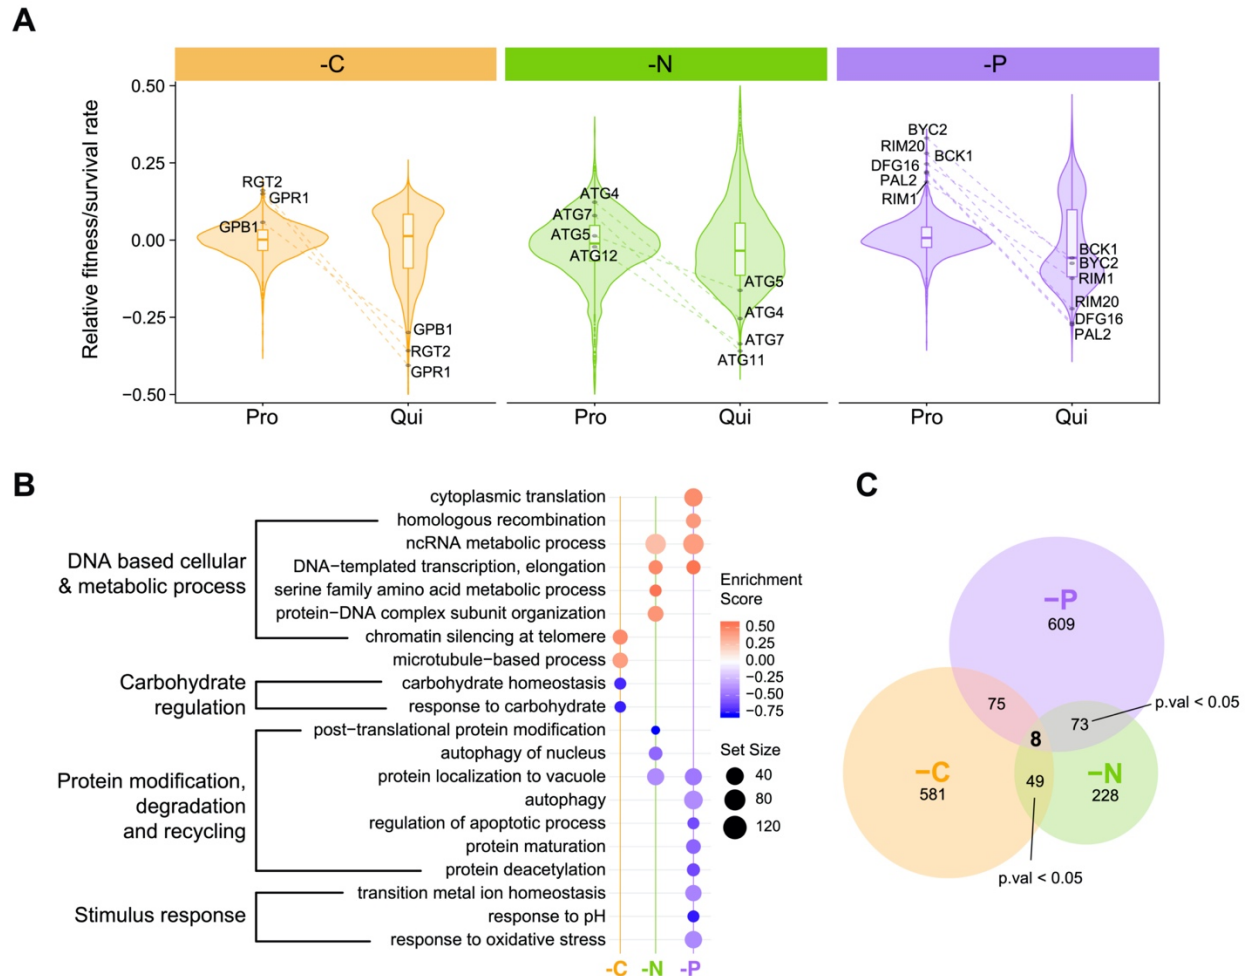 A
-C
-N
-P
Relative fitness/survival rate
0.50
0.25
0.00
−0.25
−0.50
RGT2
GPR1
GPB1
GPB1
RGT2
GPR1
ATG4
ATG7
ATG5
ATG12
ATG5
ATG4
ATG7
ATG11
BYC2
RIM20
BCK1
DFG16
PAL2
RIM1
BCK1
BYC2
RIM1
RIM20
DFG16
PAL2
Pro
Qui
Pro
Qui
Pro
Qui
B
DNA based cellular
& metabolic process
Carbohydrate
regulation
Protein modification,
degradation
and recycling
Stimulus response
cytoplasmic translation
homologous recombination
ncRNA metabolic process
DNA−templated transcription, elongation
serine family amino acid metabolic process
protein−DNA complex subunit organization
chromatin silencing at telomere
microtubule−based process
carbohydrate homeostasis
response to carbohydrate
post−translational protein modification
autophagy of nucleus
protein localization to vacuole
autophagy
regulation of apoptotic process
protein maturation
protein deacetylation
transition metal ion homeostasis
response to pH
response to oxidative stress
-C
-N
-P
Enrichment
Score
0.50
0.25
0.00
−0.25
−0.50
−0.75
Set Size
40
80
120
C
−P
609
75
73
p.val < 0.05
8
−C
581
49
−N
228
p.val < 0.05